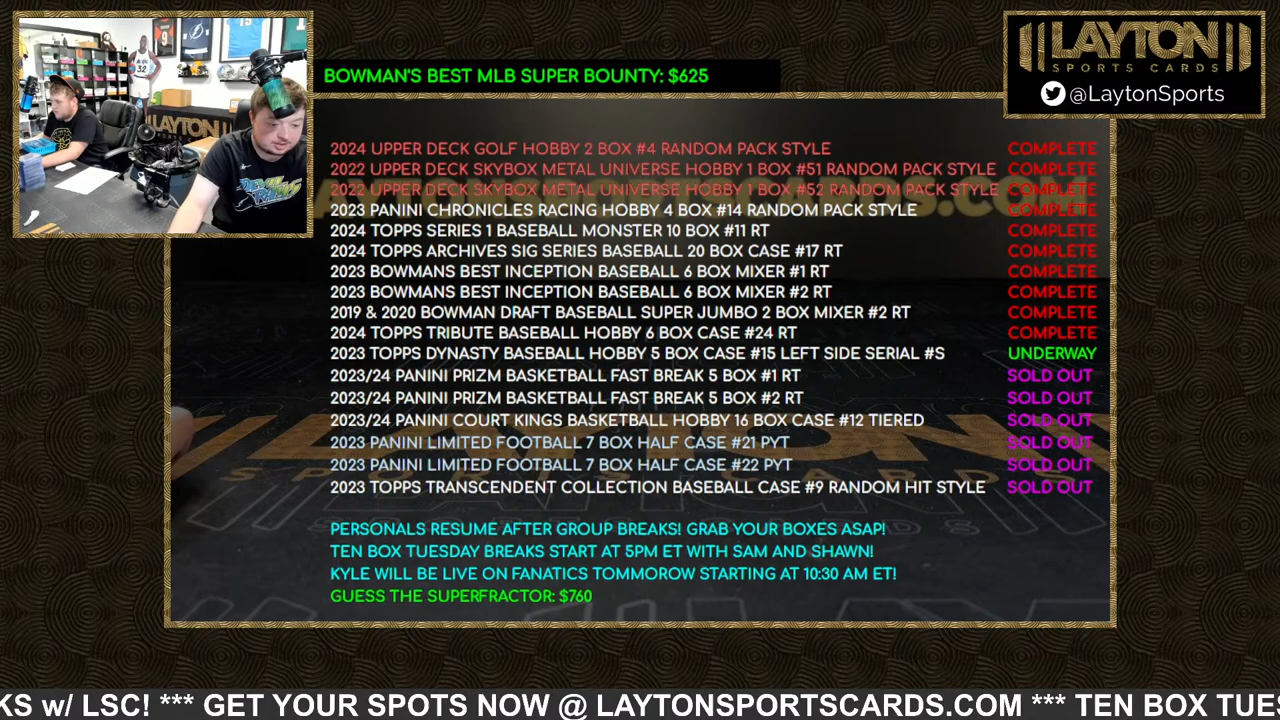 BOWMAN'S BEST MLB SUPER BOUNTY: $625
LAYTON
SPORTS CARDS
@LaytonSports
2024 UPPER DECK GOLF HOBBY 2 BOX #4 RANDOM PACK STYLE COMPLETE
2022 UPPER DECK SKYBOX METAL UNIVERSE HOBBY 1 BOX #51 RANDOM PACK STYLE COMPLETE
2022 UPPER DECK SKYBOX METAL UNIVERSE HOBBY 1 BOX #52 RANDOM PACK STYLE COMPLETE
2023 PANINI CHRONICLES RACING HOBBY 4 BOX #14 RANDOM PACK STYLE COMPLETE
2024 TOPPS SERIES 1 BASEBALL MONSTER 10 BOX #11 RT COMPLETE
2024 TOPPS ARCHIVES SIG SERIES BASEBALL 20 BOX CASE #17 RT COMPLETE
2023 BOWMANS BEST INCEPTION BASEBALL 6 BOX MIXER #1 RT COMPLETE
2023 BOWMANS BEST INCEPTION BASEBALL 6 BOX MIXER #2 RT COMPLETE
2019 & 2020 BOWMAN DRAFT BASEBALL SUPER JUMBO 2 BOX MIXER #2 RT COMPLETE
2024 TOPPS TRIBUTE BASEBALL HOBBY 6 BOX CASE #24 RT COMPLETE
2023 TOPPS DYNASTY BASEBALL HOBBY 5 BOX CASE #15 LEFT SIDE SERIAL #S UNDERWAY
2023/24 PANINI PRIZM BASKETBALL FAST BREAK 5 BOX #1 RT SOLD OUT
2023/24 PANINI PRIZM BASKETBALL FAST BREAK 5 BOX #2 RT SOLD OUT
2023/24 PANINI COURT KINGS BASKETBALL HOBBY 16 BOX CASE #12 TIERED SOLD OUT
2023 PANINI LIMITED FOOTBALL 7 BOX HALF CASE #21 PYT SOLD OUT
2023 PANINI LIMITED FOOTBALL 7 BOX HALF CASE #22 PYT SOLD OUT
2023 TOPPS TRANSCENDENT COLLECTION BASEBALL CASE #9 RANDOM HIT STYLE SOLD OUT
PERSONALS RESUME AFTER GROUP BREAKS! GRAB YOUR BOXES ASAP!
TEN BOX TUESDAY BREAKS START AT 5PM ET WITH SAM AND SHAWN!
KYLE WILL BE LIVE ON FANATICS TOMMOROW STARTING AT 10:30 AM ET!
GUESS THE SUPERFRACTOR: $760
KS w/ LSC! *** GET YOUR SPOTS NOW @ LAYTONSPORTSCARDS.COM *** TEN BOX TUES